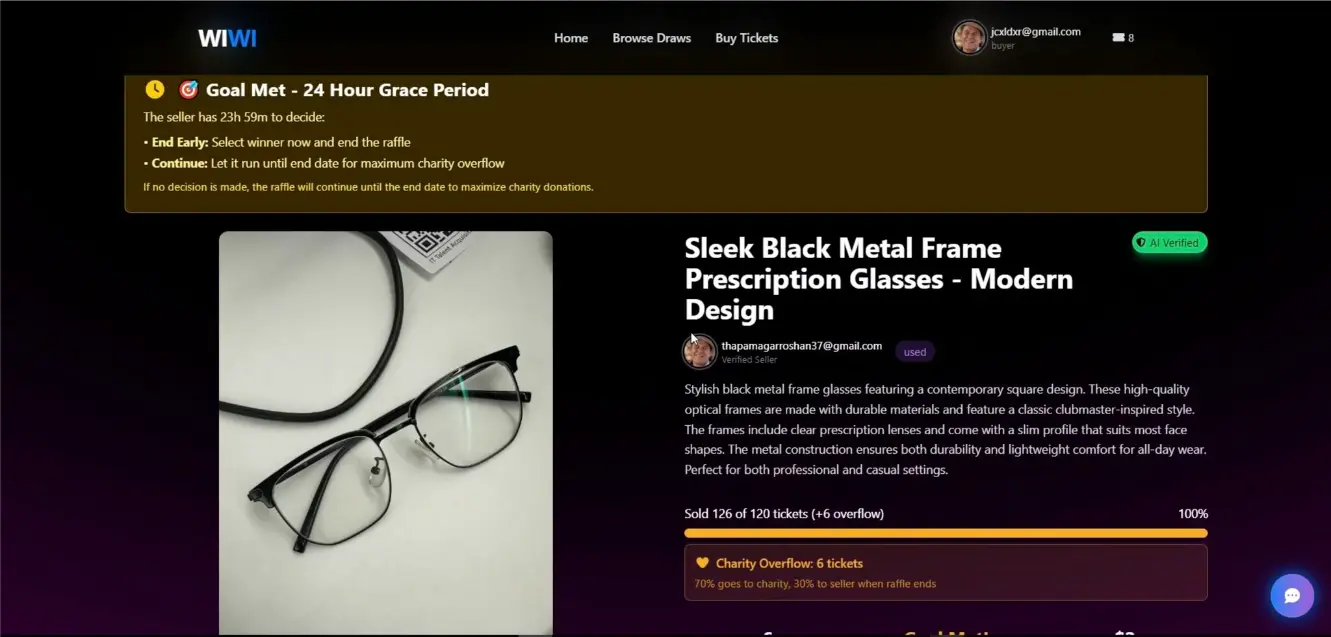 WIWI
Home Browse Draws Buy Tickets
jcxldxr@gmail.com
buyer
8
Goal Met - 24 Hour Grace Period
The seller has 23h 59m to decide:
• End Early: Select winner now and end the raffle
• Continue: Let it run until end date for maximum charity overflow
If no decision is made, the raffle will continue until the end date to maximize charity donations.
IT Talent Acquis
Sleek Black Metal Frame
Prescription Glasses - Modern
Design
AI Verified
thapamagarroshan37@gmail.com
Verified Seller
used
Stylish black metal frame glasses featuring a contemporary square design. These high-quality
optical frames are made with durable materials and feature a classic clubmaster-inspired style.
The frames include clear prescription lenses and come with a slim profile that suits most face
shapes. The metal construction ensures both durability and lightweight comfort for all-day wear.
Perfect for both professional and casual settings.
Sold 126 of 120 tickets (+6 overflow) 100%
Charity Overflow: 6 tickets
70% goes to charity, 30% to seller when raffle ends